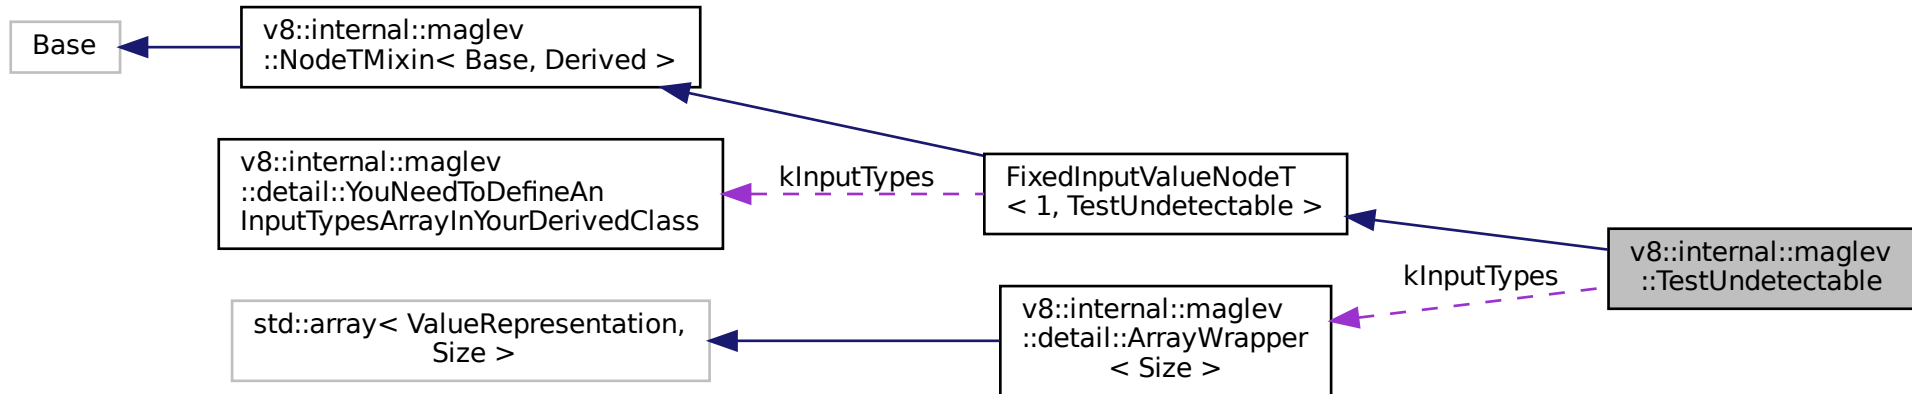 Base
v8::internal::maglev
::NodeTMixin< Base, Derived >
v8::internal::maglev
::detail::YouNeedToDefineAn
InputTypesArrayInYourDerivedClass
kInputTypes
FixedInputValueNodeT
< 1, TestUndetectable >
v8::internal::maglev
::TestUndetectable
kInputTypes
std::array< ValueRepresentation,
Size >
v8::internal::maglev
::detail::ArrayWrapper
< Size >